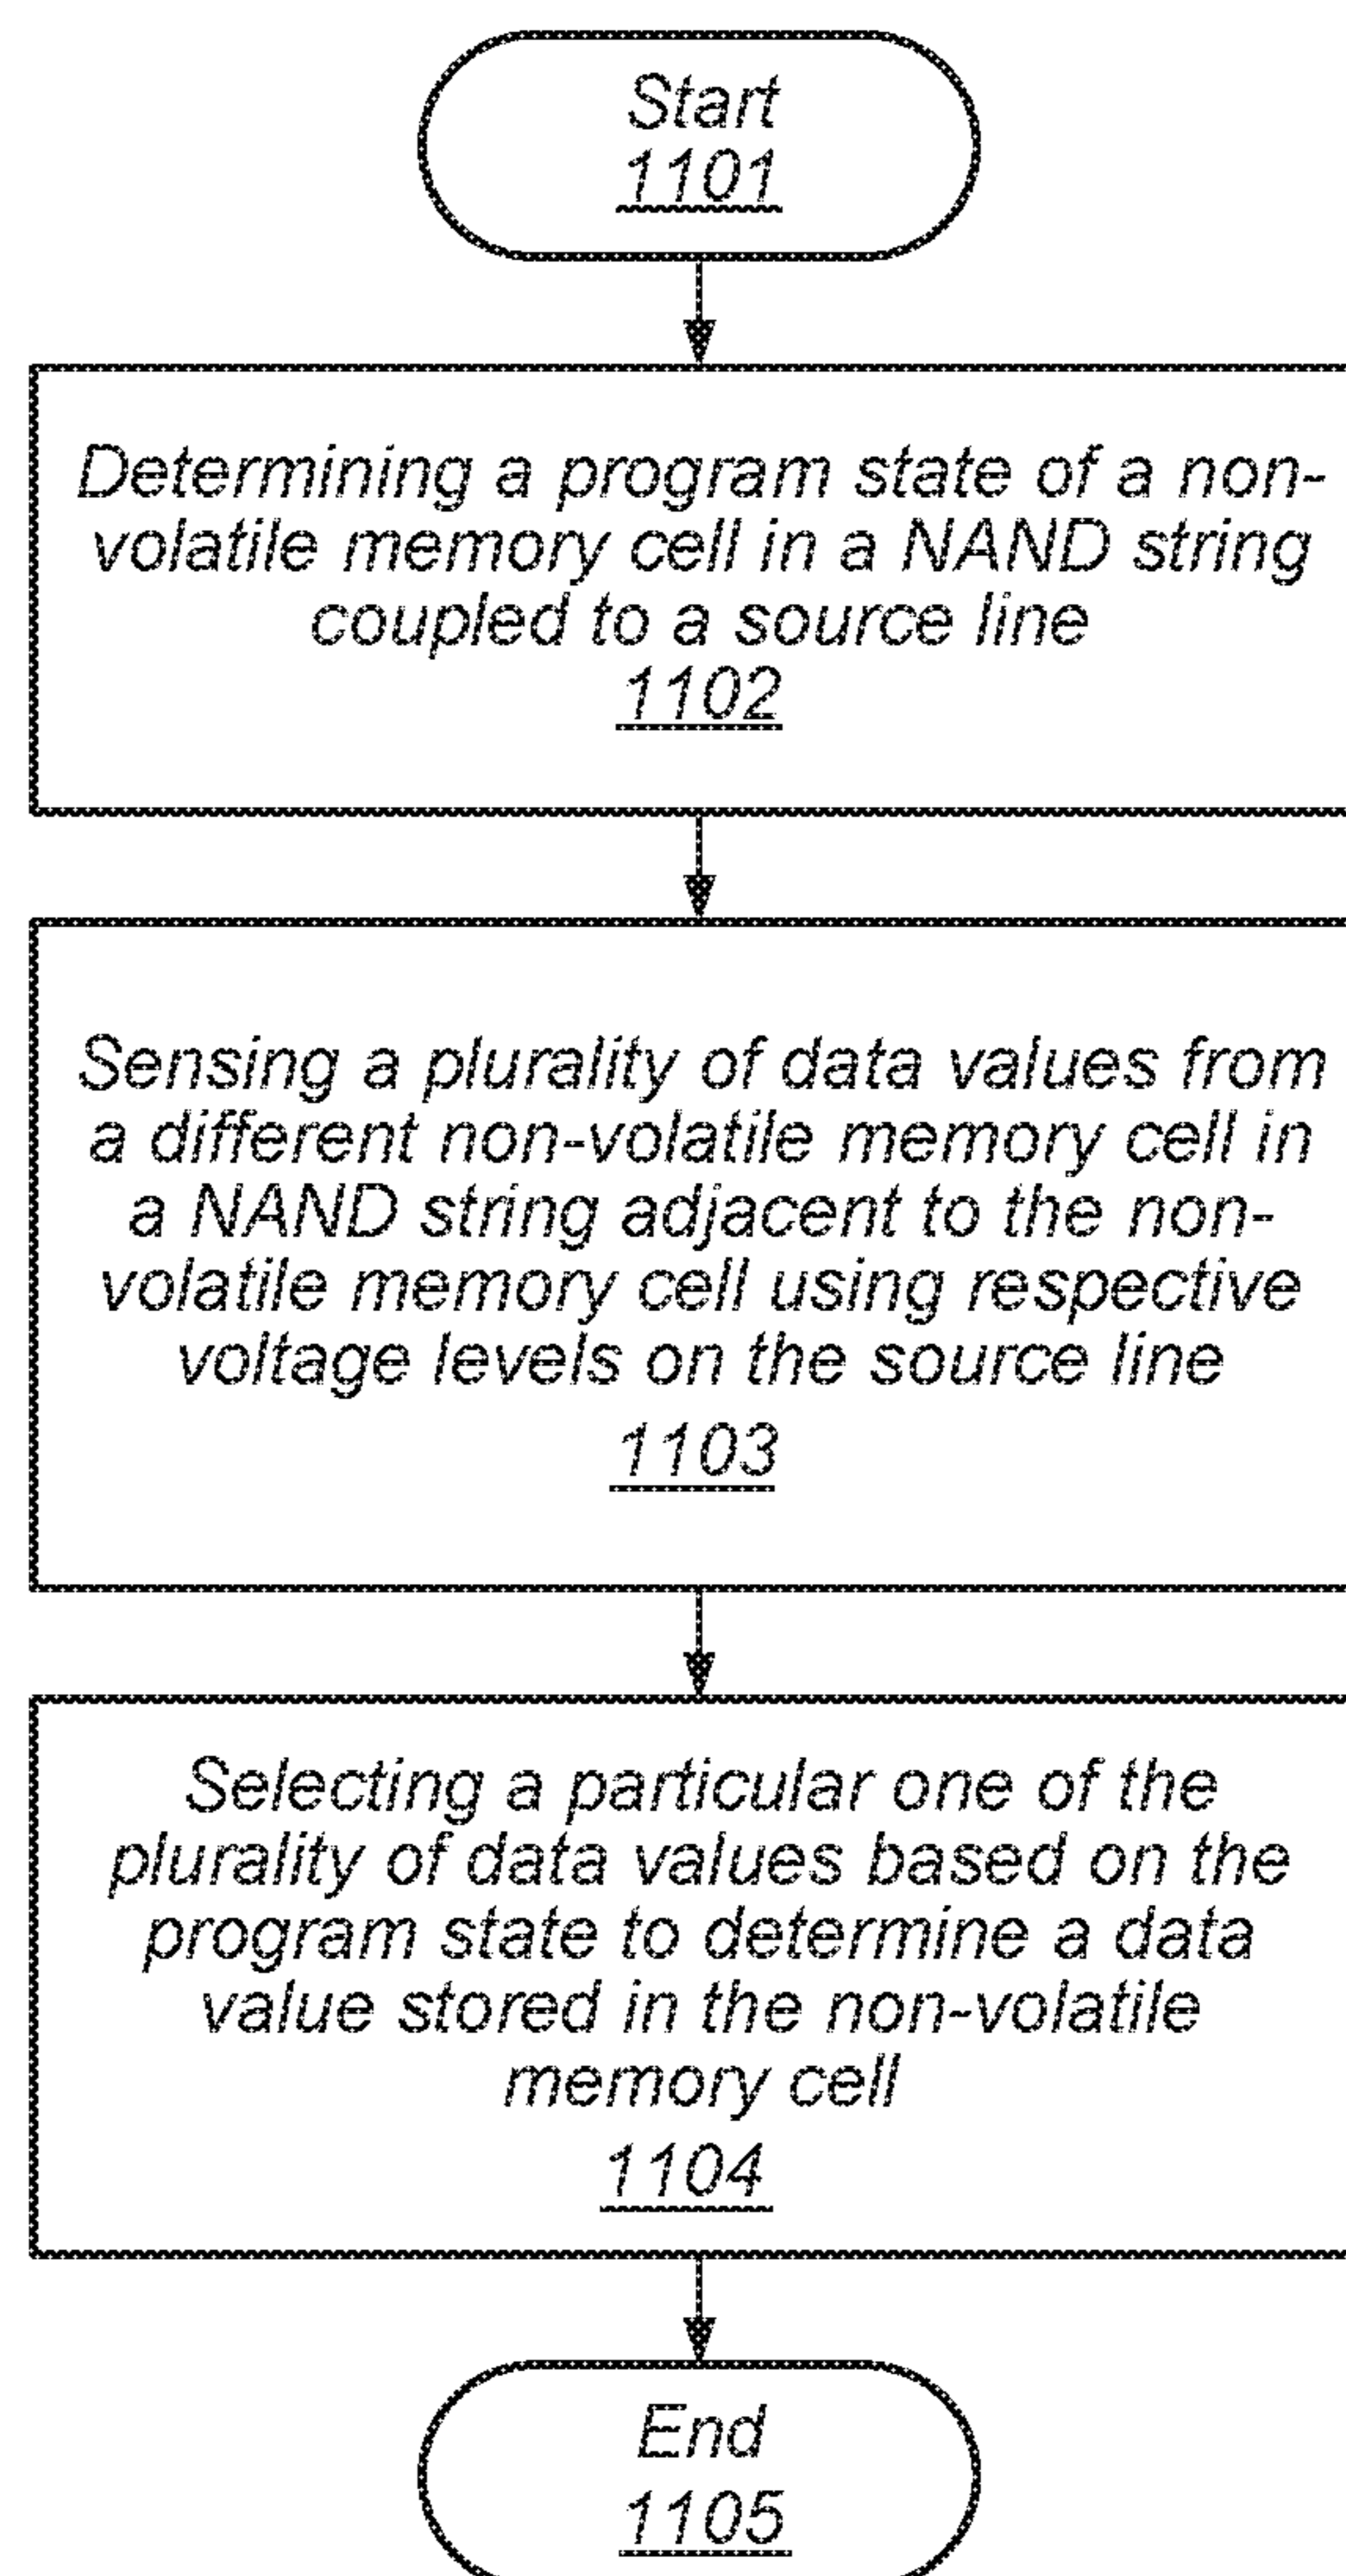 Start
1101
Determining a program state of a non-
volatile memory cell in a NAND string
coupled to a source line
1102
Sensing a plurality of data values from
a different non-volatile memory cell in
a NAND string adjacent to the non-
volatile memory cell using respective
voltage levels on the source line
1103
Selecting a particular one of the
plurality of data values based on the
program state to determine a data
value stored in the non-volatile
memory cell
1104
End
1105